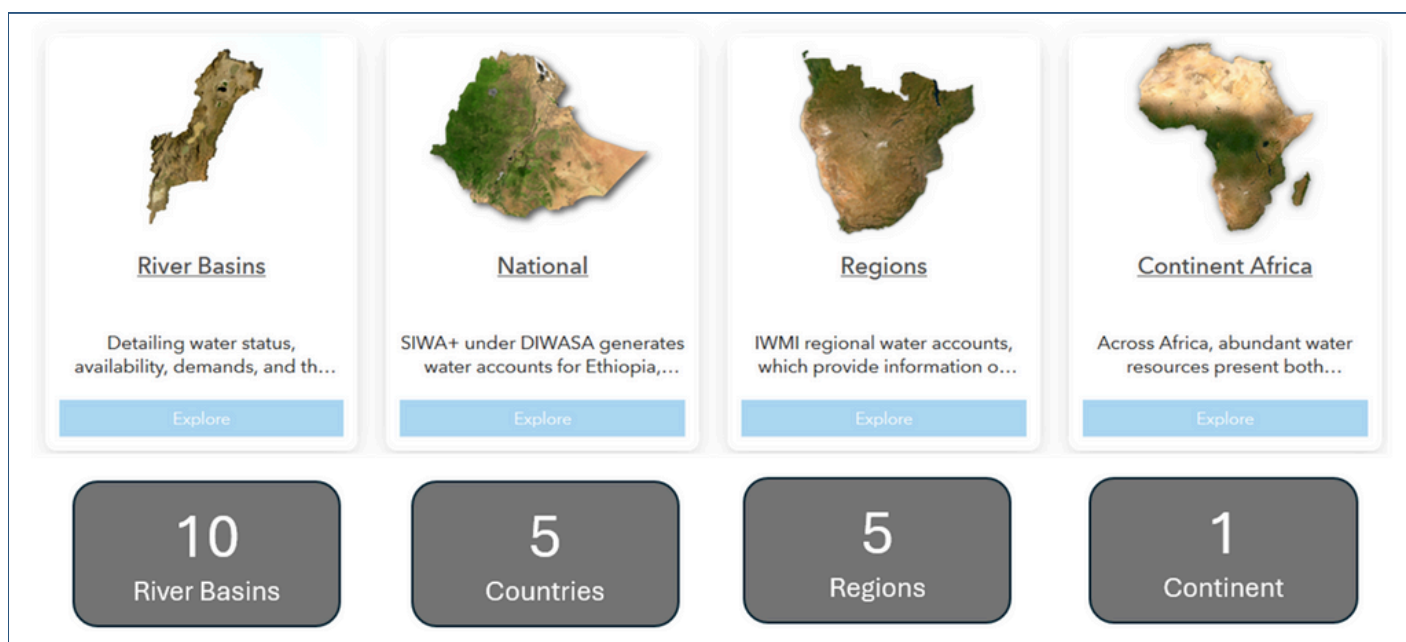 River Basins
Detailing water status,
availability, demands, and th...
Explore
National
SIWA+ under DIWASA generates
water accounts for Ethiopia,...
Explore
Regions
IWMI regional water accounts,
which provide information o...
Explore
Continent Africa
Across Africa, abundant water
resources present both...
Explore
10
River Basins
5
Countries
5
Regions
1
Continent